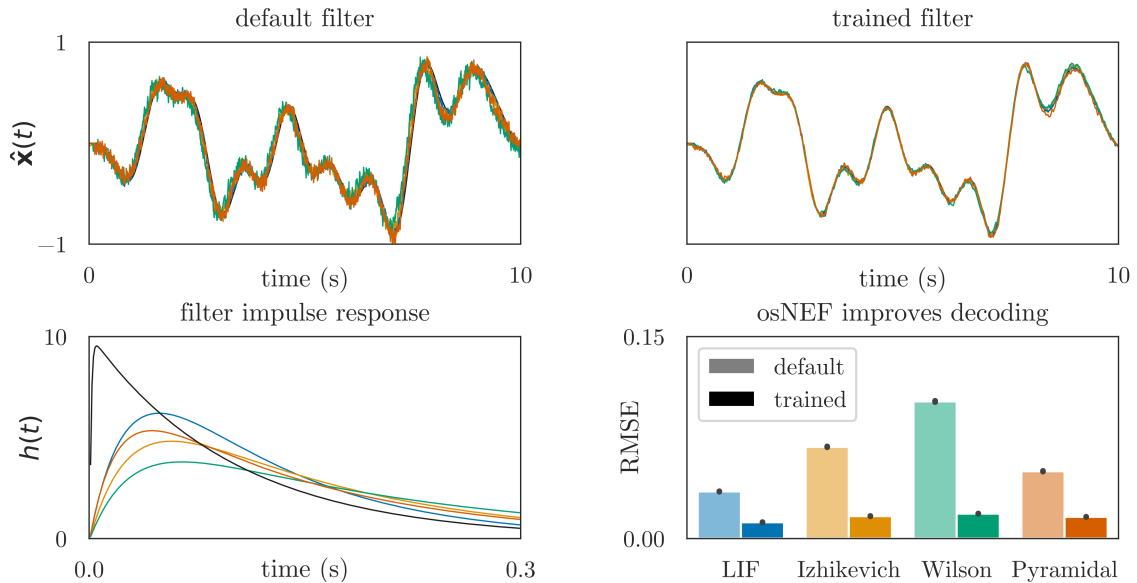 default filter
1
x̂(t)
−1
0
time (s)
10
trained filter
0
time (s)
10
filter impulse response
10
h(t)
0
0.0
time (s)
0.3
osNEF improves decoding
0.15
RMSE
0.00
default
trained
LIF
Izhikevich
Wilson
Pyramidal